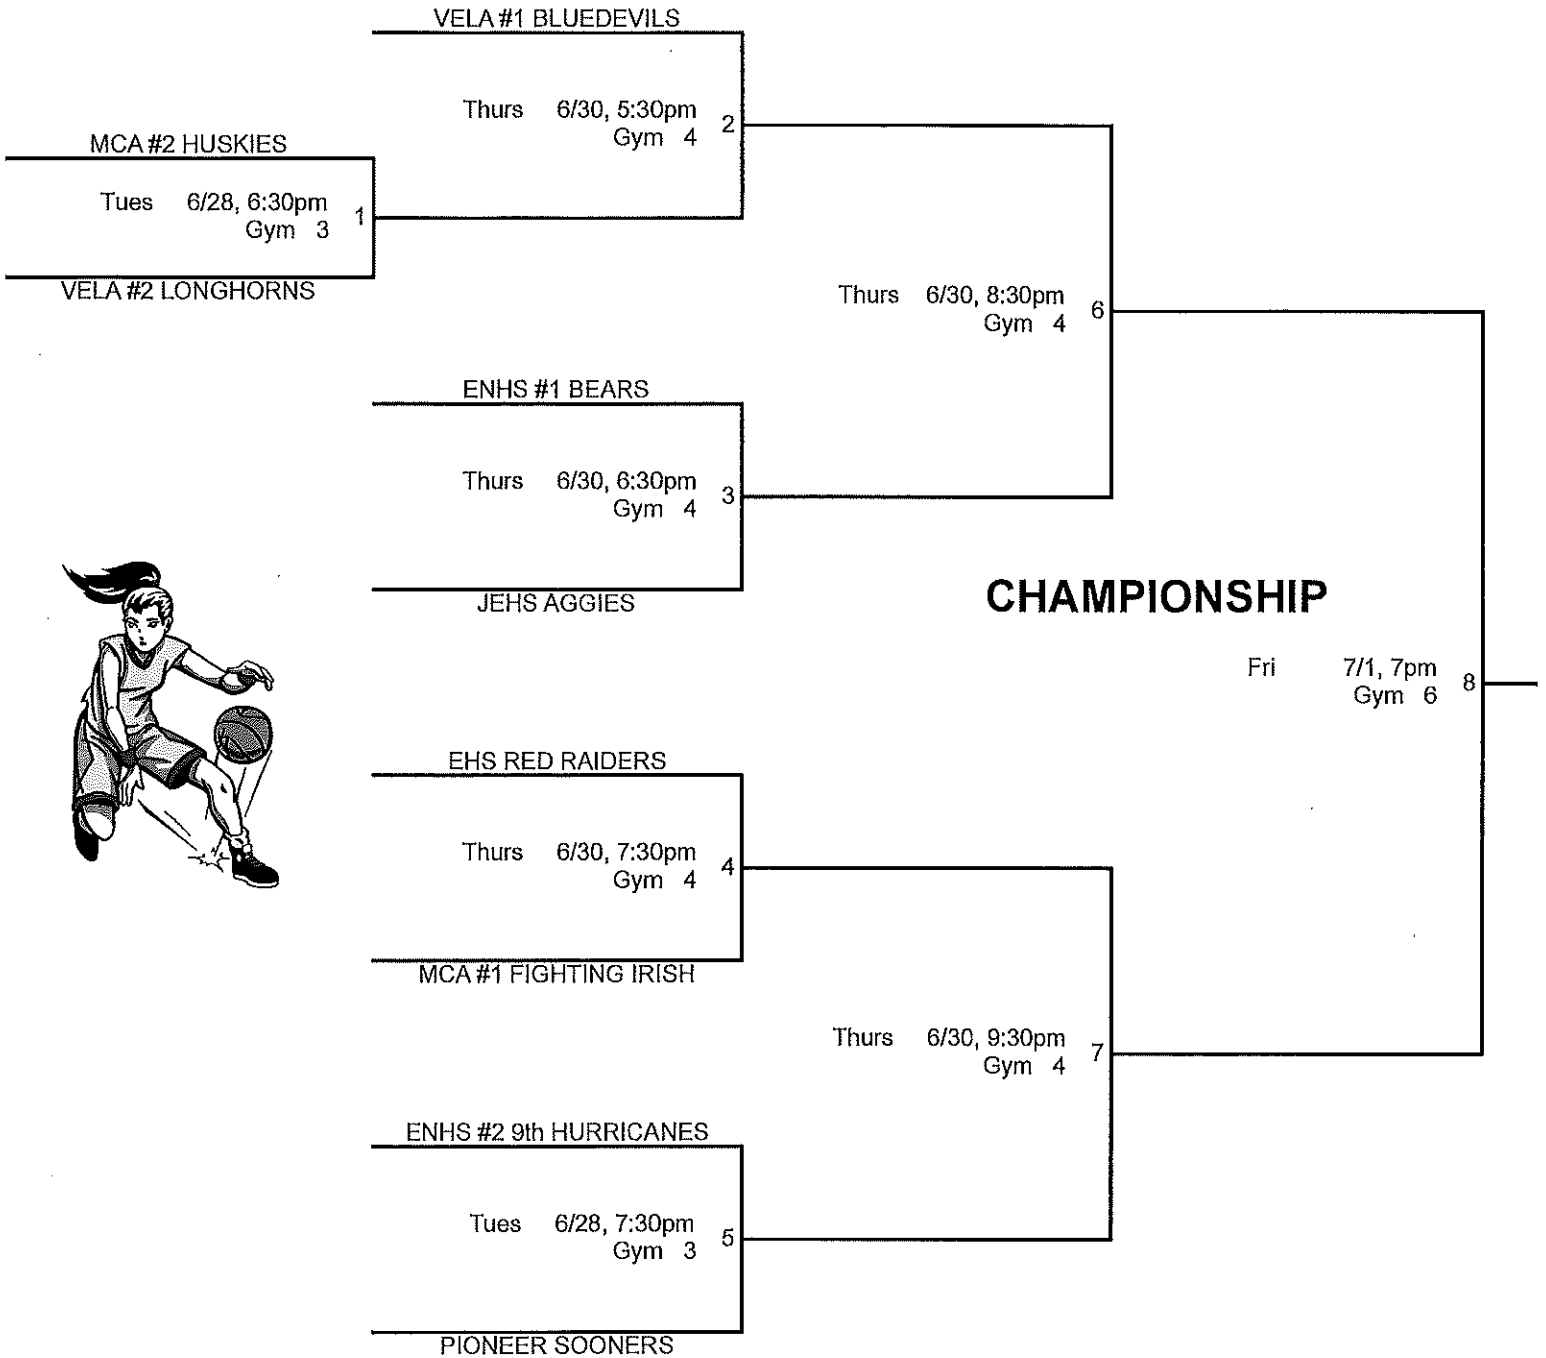 VELA #1 BLUEDEVILS
Thurs 6/30, 5:30pm
Gym 4
2
MCA #2 HUSKIES
Tues 6/28, 6:30pm
Gym 3
1
VELA #2 LONGHORNS
Thurs 6/30, 8:30pm
Gym 4
6
ENHS #1 BEARS
Thurs 6/30, 6:30pm
Gym 4
3
JEHS AGGIES
CHAMPIONSHIP
Fri 7/1, 7pm
Gym 6
8
EHS RED RAIDERS
Thurs 6/30, 7:30pm
Gym 4
4
MCA #1 FIGHTING IRISH
Thurs 6/30, 9:30pm
Gym 4
7
ENHS #2 9th HURRICANES
Tues 6/28, 7:30pm
Gym 3
5
PIONEER SOONERS